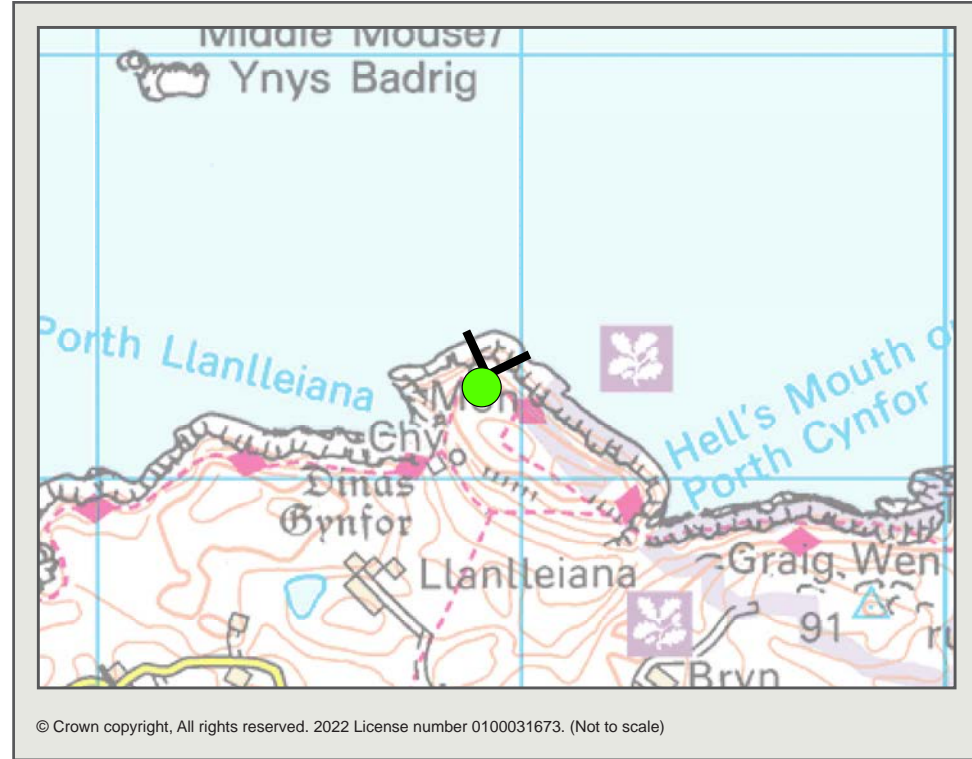 Middle Mouse/
Ynys Badrig
Porth Llanlleiana
Hell's Mouth or
Porth Cynfor
Mon
Chy
Dinas
Gynfor
Llanlleiana
Graig Wen
91
Bryn
© Crown copyright, All rights reserved. 2022 License number 0100031673. (Not to scale)